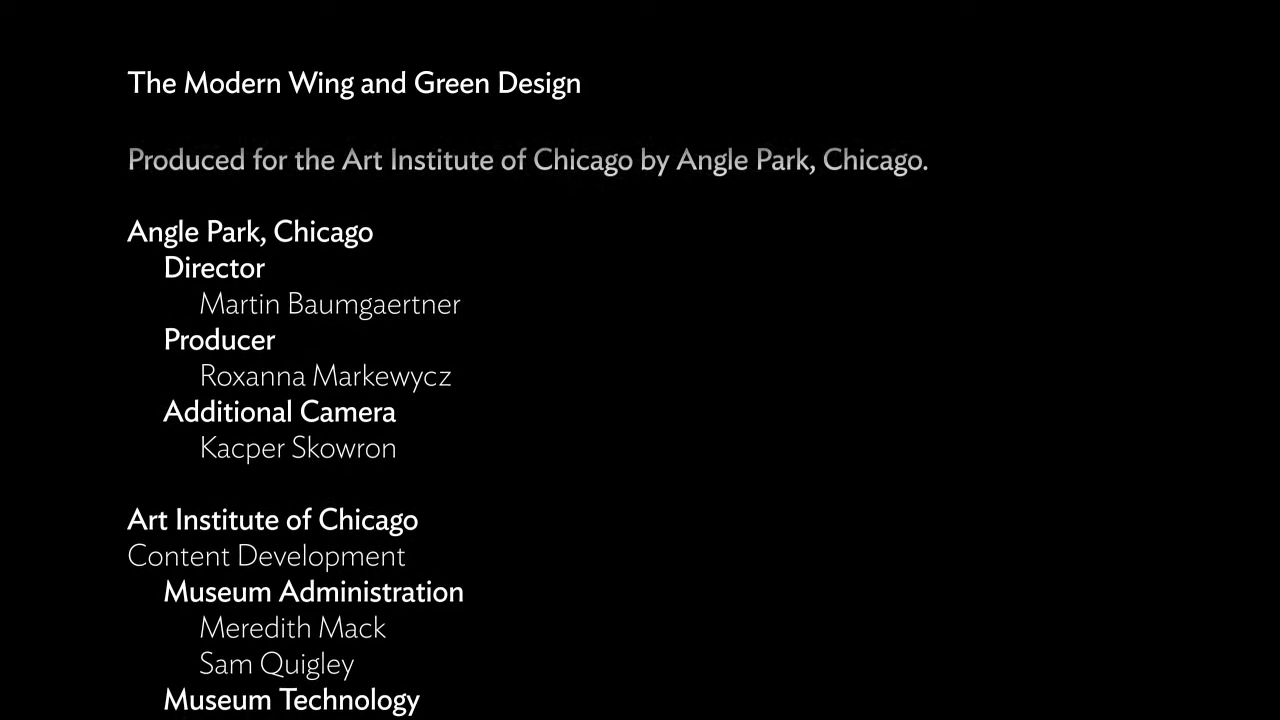 The Modern Wing and Green Design
Produced for the Art Institute of Chicago by Angle Park, Chicago.
Angle Park, Chicago
Director
Martin Baumgaertner
Producer
Roxanna Markewycz
Additional Camera
Kacper Skowron
Art Institute of Chicago
Content Development
Museum Administration
Meredith Mack
Sam Quigley
Museum Technology